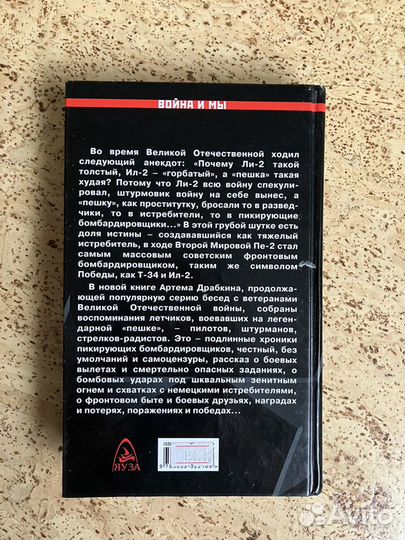 ВОЙНА И МЫ
Во время Великой Отечественной ходил
следующий анекдот: «Почему Ли-2 такой
толстый, Ил-2 – «горбатый», а «пешка» такая
худая? Потому что Ли-2 всю войну спекули-
ровал, штурмовик войну на себе вынес, а
«пешку», как проститутку, бросали то в развед-
чики, то в истребители, то в пикирующие
бомбардировщики...» В этой грубой шутке есть
доля истины – создававшийся как тяжелый
истребитель, в ходе Второй Мировой Пе-2 стал
самым массовым советским фронтовым
бомбардировщиком, таким же символом
Победы, как Т-34 и Ил-2.
В новой книге Артема Драбкина, продолжа-
ющей популярную серию бесед с ветеранами
Великой Отечественной войны, собраны
воспоминания летчиков, воевавших на леген-
дарной «пешке», – пилотов, штурманов,
стрелков-радистов. Это – подлинные хроники
пикирующих бомбардировщиков, честный, без
умолчаний и самоцензуры, рассказ о боевых
вылетах и смертельно опасных заданиях, о
бомбовых ударах под шквальным зенитным
огнем и схватках с немецкими истребителями,
о фронтовом быте и боевых друзьях, наградах
и потерях, поражениях и победах...
ISB
150.00
ЯУЗА
Avito